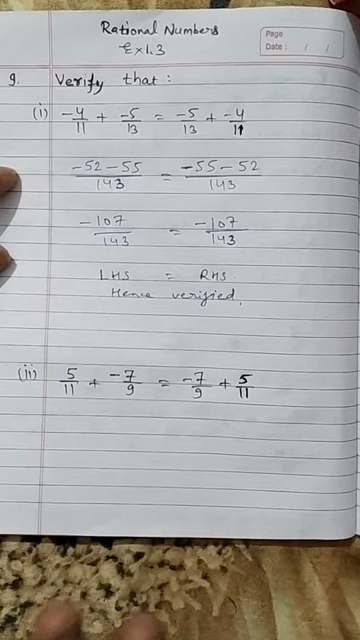 Rational Numbers
Ex 1.3
Page
Date : / /
9. Verify that :
(i) -4/11 + -5/13 = -5/13 + -4/11
-52-55/143 = -55-52/143
-107/143 = -107/143
LHS = RHS
Hence verified.
(ii) 5/11 + -7/9 = -7/9 + 5/11